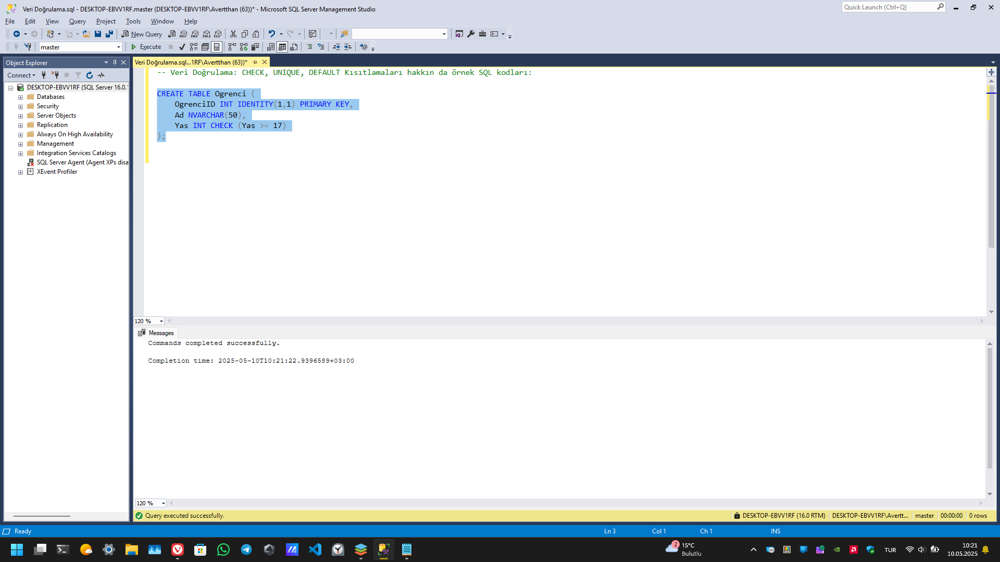 Veri Doğrulama.sql - DESKTOP-EBVV1RF.master (DESKTOP-EBVV1RF\Avertthan (63))* - Microsoft SQL Server Management Studio
Quick Launch (Ctrl+Q)
File Edit View Query Project Tools Window Help
New Query
MDX DMX XMLA DAX
master
Execute
Object Explorer
Connect
DESKTOP-EBVV1RF (SQL Server 16.0.
Databases
Security
Server Objects
Replication
Always On High Availability
Management
Integration Services Catalogs
SQL Server Agent (Agent XPs disa
XEvent Profiler
Veri Doğrulama.sql...1RF\Avertthan (63))*
-- Veri Doğrulama: CHECK, UNIQUE, DEFAULT Kısıtlamaları hakkın da örnek SQL kodları:
CREATE TABLE Ogrenci (
OgrenciID INT IDENTITY(1,1) PRIMARY KEY,
Ad NVARCHAR(50),
Yas INT CHECK (Yas >= 17)
);
120 %
Messages
Commands completed successfully.
Completion time: 2025-05-10T10:21:22.9396589+03:00
120 %
Query executed successfully.
DESKTOP-EBVV1RF (16.0 RTM)
DESKTOP-EBVV1RF\Avertt...
master
00:00:00
0 rows
Ready
Ln 3
Col 1
Ch 1
INS
2
15°C
Bulutlu
TUR
10:21
10.05.2025